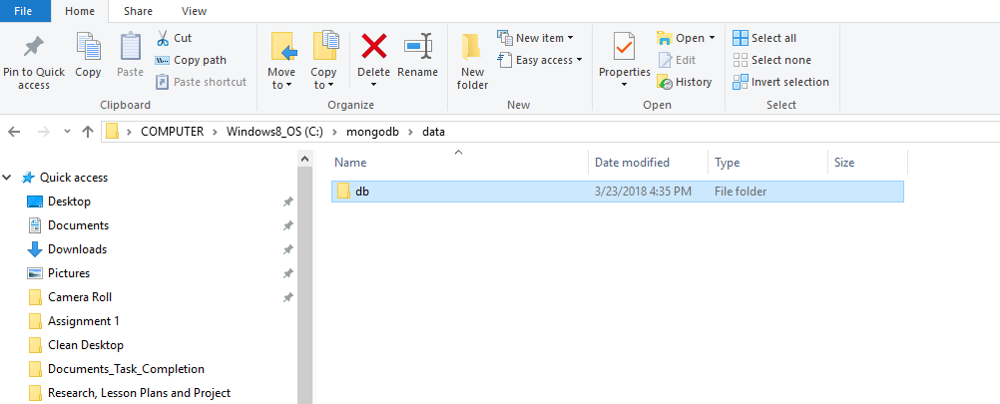 File Home Share View
Pin to Quick access
Copy
Paste
Cut
Copy path
Paste shortcut
Clipboard
Move to
Copy to
Delete
Rename
Organize
New folder
New item
Easy access
New
Properties
Open
Edit
History
Open
Select all
Select none
Invert selection
Select
COMPUTER Windows8_OS (C:) mongodb data
Name Date modified Type Size
db 3/23/2018 4:35 PM File folder
Quick access
Desktop
Documents
Downloads
Pictures
Camera Roll
Assignment 1
Clean Desktop
Documents_Task_Completion
Research, Lesson Plans and Project